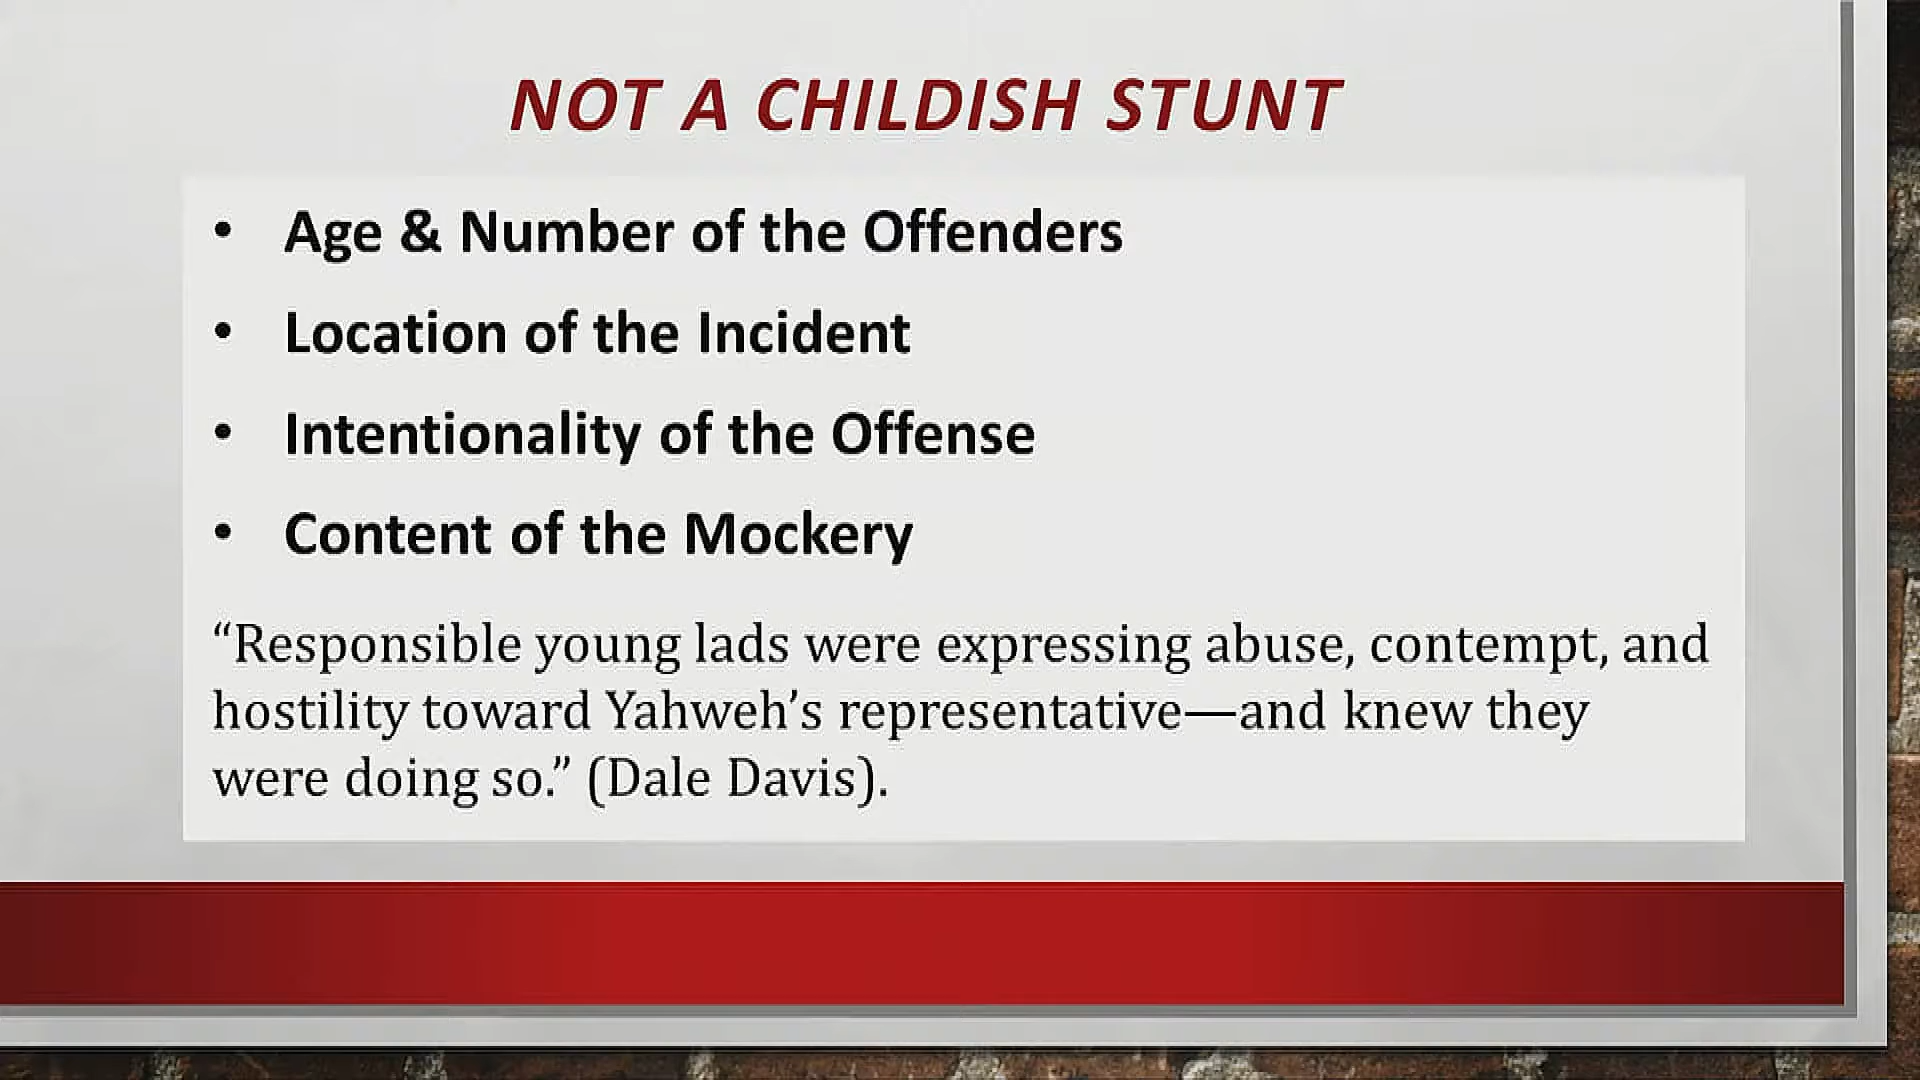 NOT A CHILDISH STUNT
• Age & Number of the Offenders
• Location of the Incident
• Intentionality of the Offense
• Content of the Mockery
“Responsible young lads were expressing abuse, contempt, and
hostility toward Yahweh’s representative—and knew they
were doing so.” (Dale Davis).